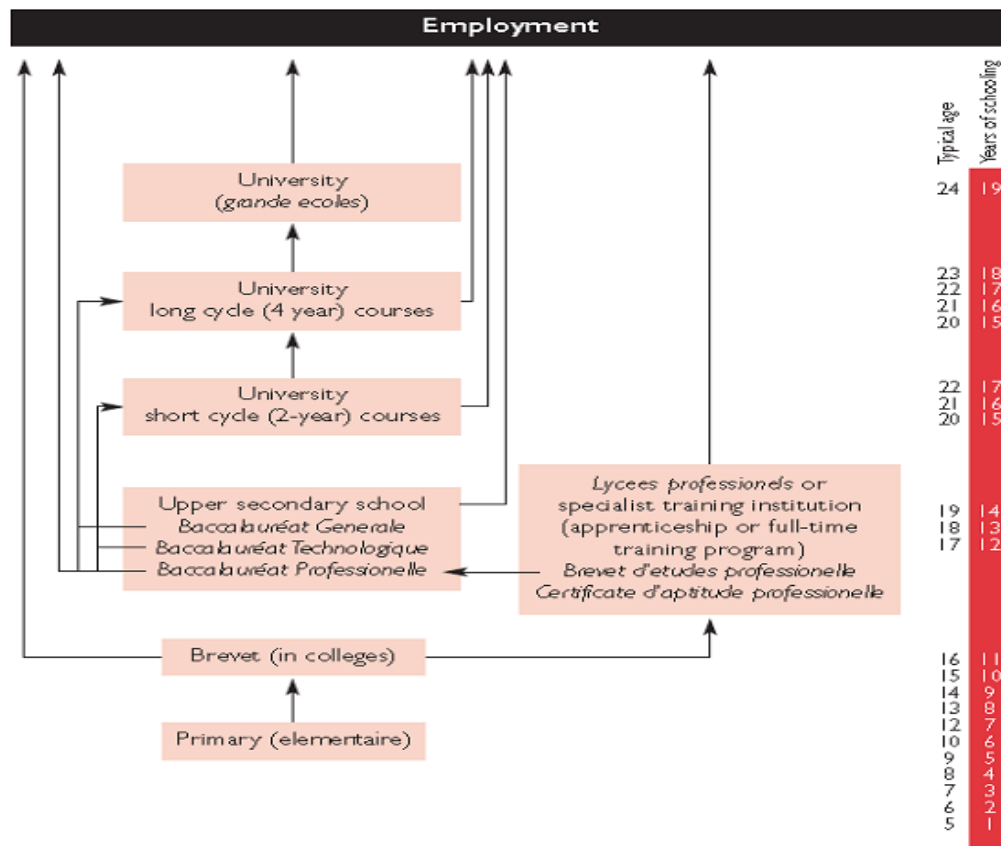 Employment
Typical age
Years of schooling
University
(grande ecoles)
24 19
University
long cycle (4 year) courses
23 18
22 17
21 16
20 15
University
short cycle (2-year) courses
22 17
21 16
20 15
Upper secondary school
Baccalauréat Generale
Baccalauréat Technologique
Baccalauréat Professionelle
Lycees professionels or
specialist training institution
(apprenticeship or full-time
training program)
Brevet d'etudes professionelle
Certificate d'aptitude professionelle
19 14
18 13
17 12
Brevet (in colleges)
Primary (elementaire)
16 11
15 10
14 9
13 8
12 7
10 6
9 5
8 4
7 3
6 2
5 1